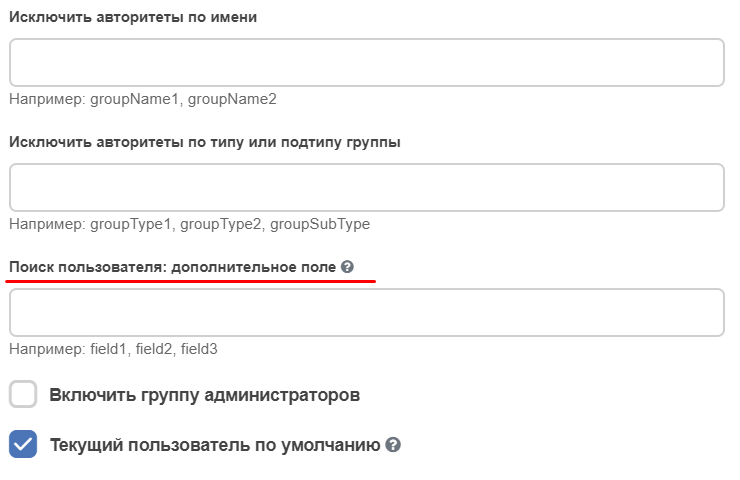 Исключить авторитеты по имени
Например: groupName1, groupName2
Исключить авторитеты по типу или подтипу группы
Например: groupType1, groupType2, groupSubType
Поиск пользователя: дополнительное поле ?
Например: field1, field2, field3
Включить группу администраторов
Текущий пользователь по умолчанию ?